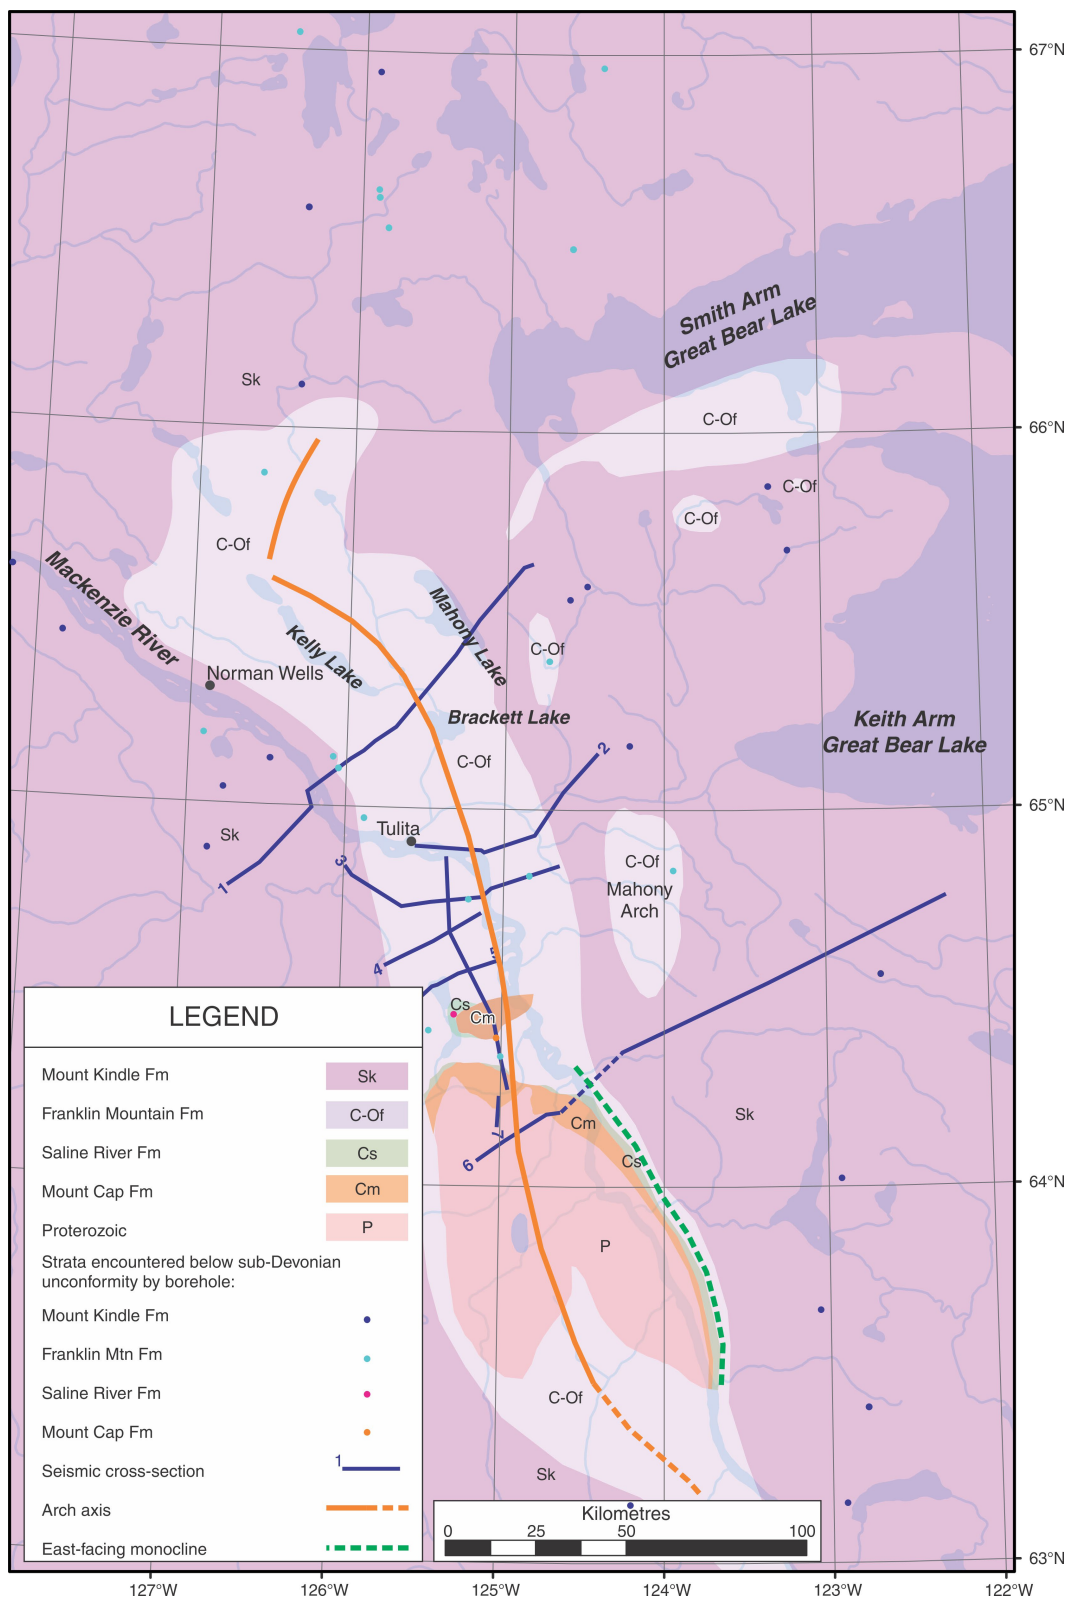 67°N
Smith Arm
Great Bear Lake
Sk
C-Of
66°N
C-Of
C-Of
C-Of
Mackenzie River
Mahony Lake
Kelly Lake
C-Of
Norman Wells
Brackett Lake
Keith Arm
Great Bear Lake
2
C-Of
65°N
Tulita
Sk
3
C-Of
1
Mahony
Arch
4
5
Cs
Cm
Sk
Cm
7
6
Cs
64°N
P
C-Of
Sk
LEGEND
Mount Kindle Fm
Sk
Franklin Mountain Fm
C-Of
Saline River Fm
Cs
Mount Cap Fm
Cm
Proterozoic
P
Strata encountered below sub-Devonian
unconformity by borehole:
Mount Kindle Fm
Franklin Mtn Fm
Saline River Fm
Mount Cap Fm
Seismic cross-section
1
Arch axis
East-facing monocline
Kilometres
0 25 50 100
63°N
127°W 126°W 125°W 124°W 123°W 122°W